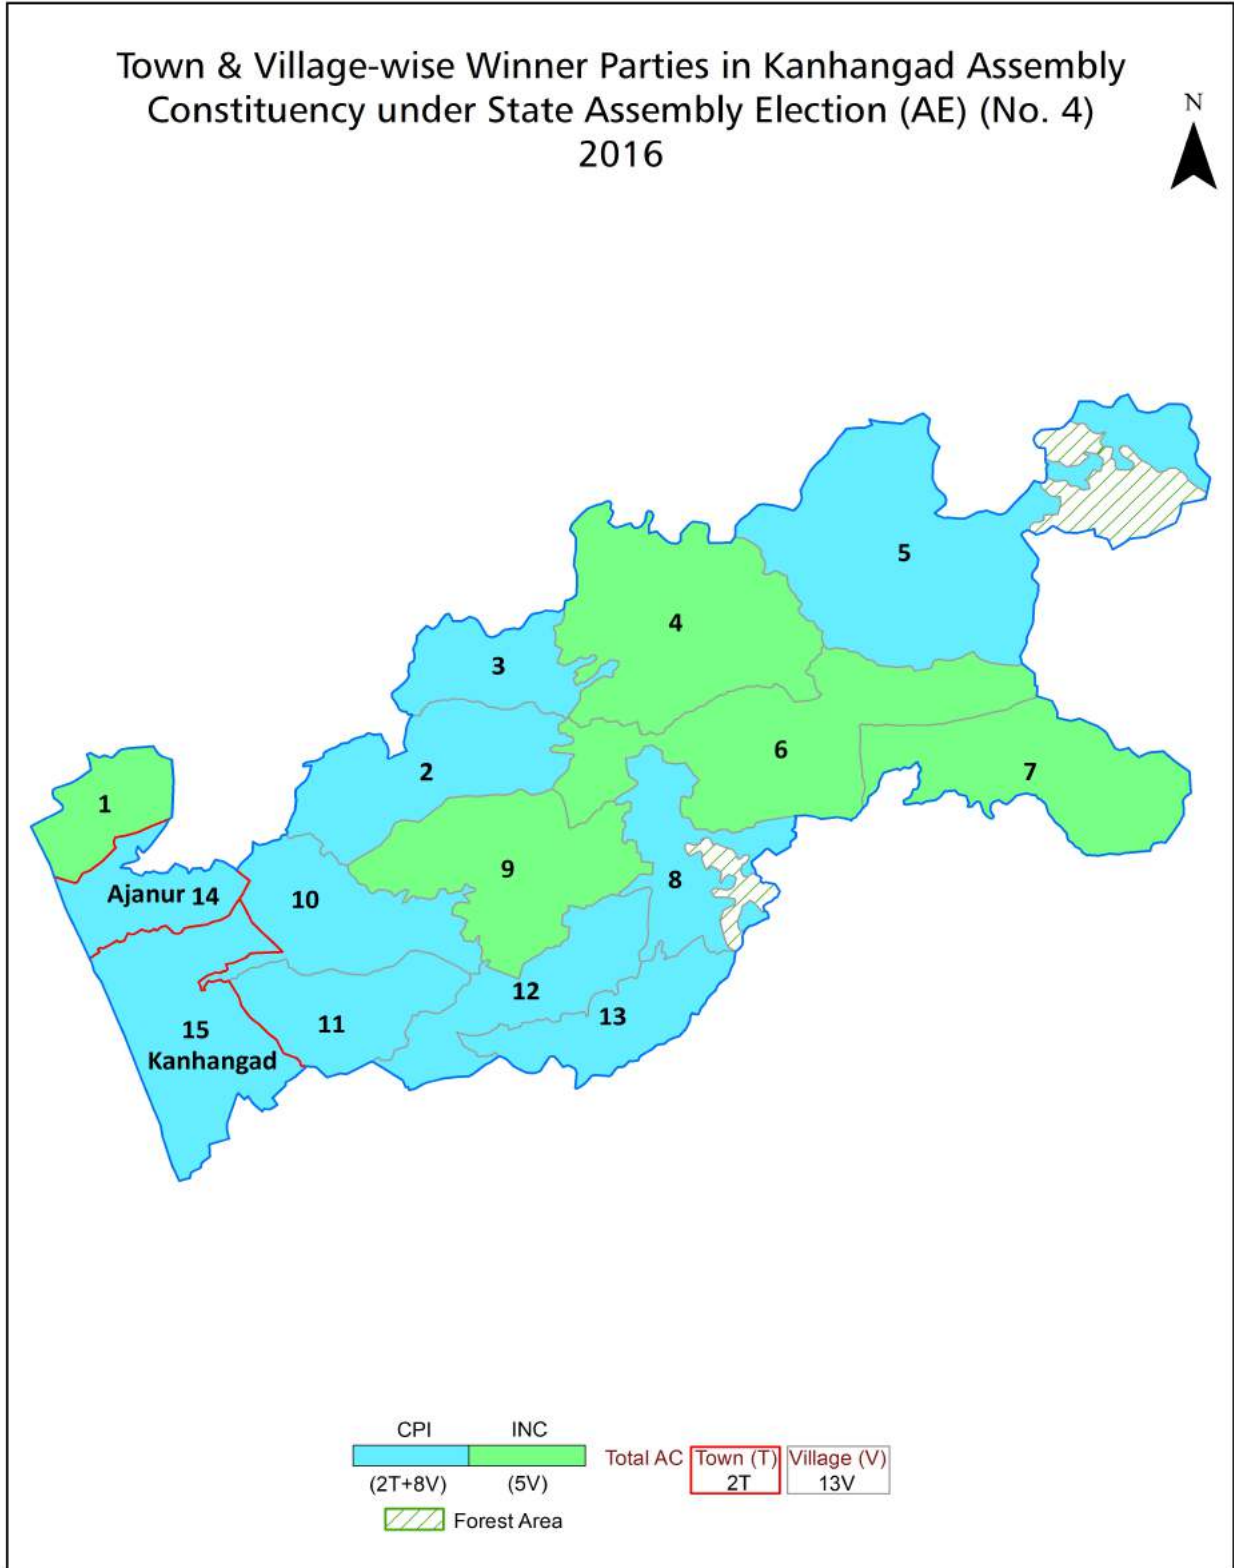 Town & Village-wise Winner Parties in Kanhangad Assembly
Constituency under State Assembly Election (AE) (No. 4)
2016
N
5
4
3
6
2
7
1
9
8
Ajanur 14
10
12
13
11
15
Kanhangad
CPI INC
Total AC Town (T) Village (V)
(2T+8V) (5V) 2T 13V
Forest Area